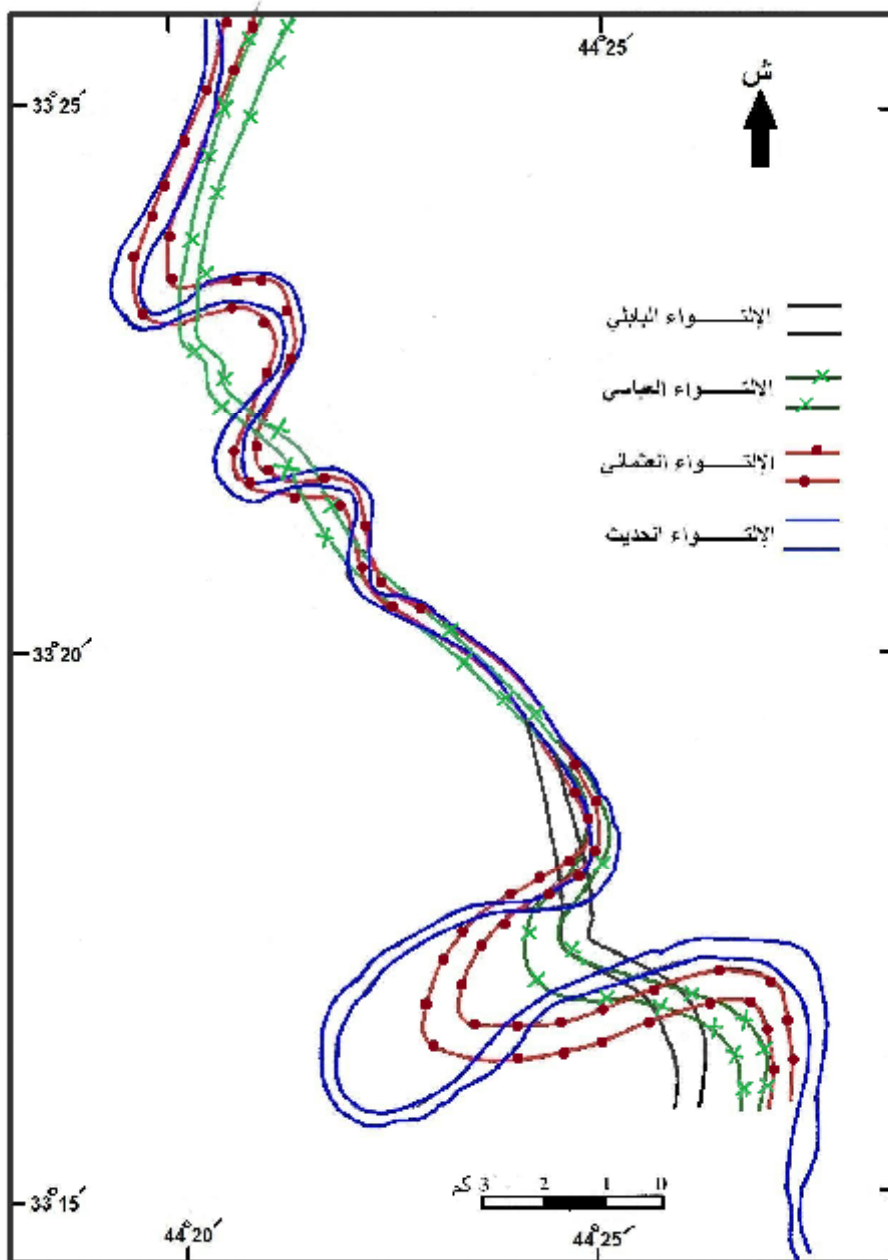 44°25′
33°25′
ش
الإلتـــــواء البابلي
الإلتـــــواء العباسي
الإلتـــــواء العثماني
الإلتـــــواء الحديث
33°20′
3 2 1 0 كم
33°15′
44°20′ 44°25′